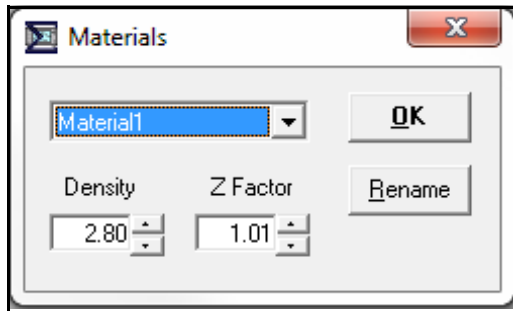 Materials
Material1
OK
Density
Z Factor
Rename
2.80
1.01